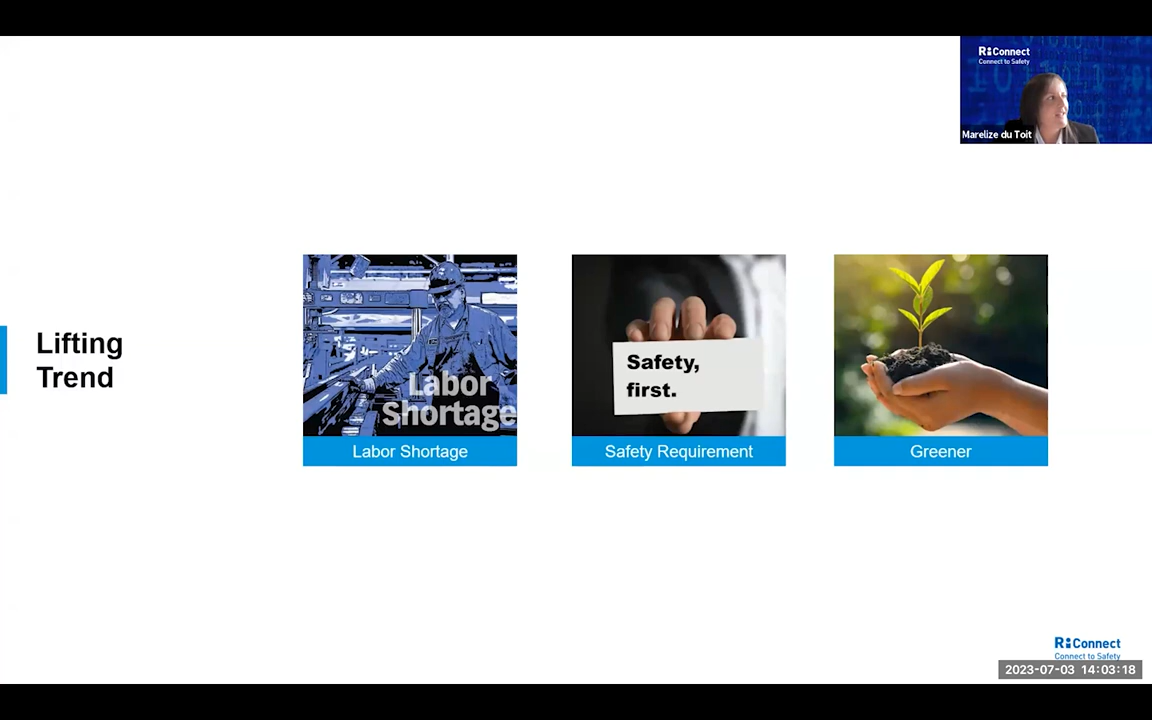 R:Connect
Connect to Safety
Marelize du Toit
Lifting
Trend
Labor
Shortage
Safety,
first.
Labor Shortage
Safety Requirement
Greener
R:Connect
Connect to Safety
2023-07-03 14:03:18